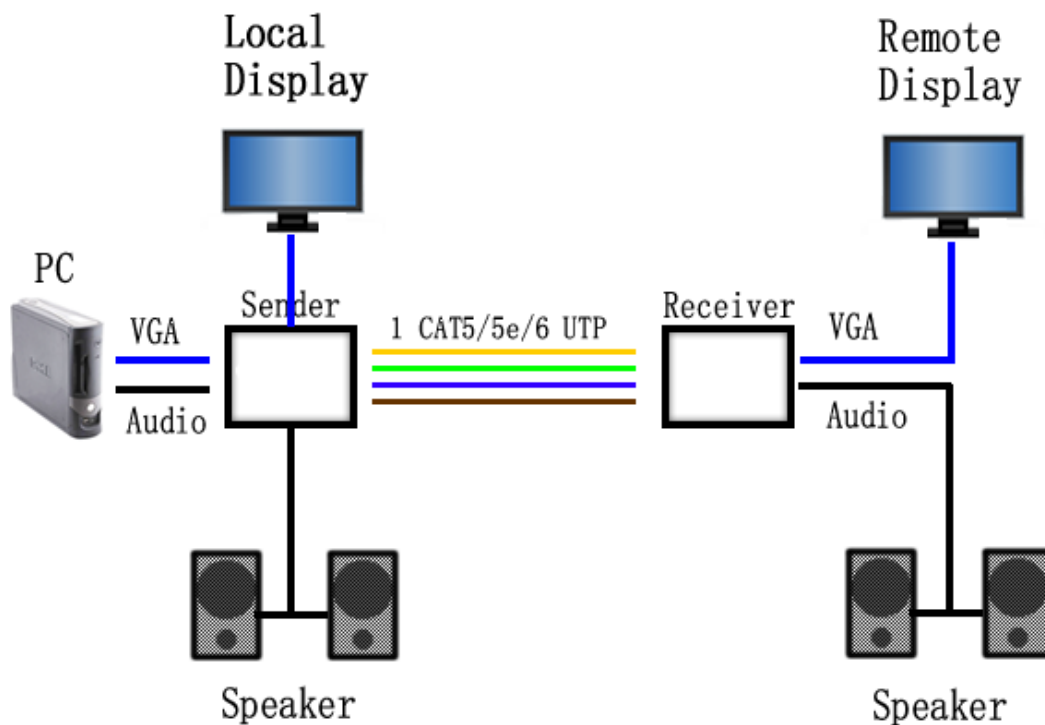 Local
Display
Remote
Display
PC
Sender
Receiver
VGA
1 CAT5/5e/6 UTP
VGA
Audio
Audio
Speaker
Speaker